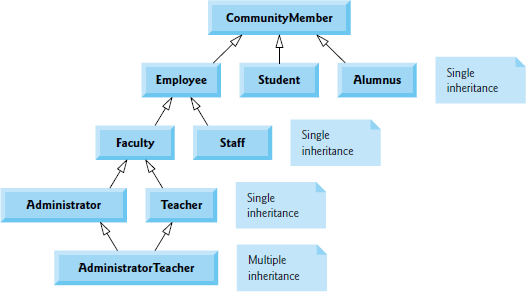 CommunityMember
Employee
Student
Alumnus
Single
inheritance
Faculty
Staff
Single
inheritance
Administrator
Teacher
Single
inheritance
AdministratorTeacher
Multiple
inheritance